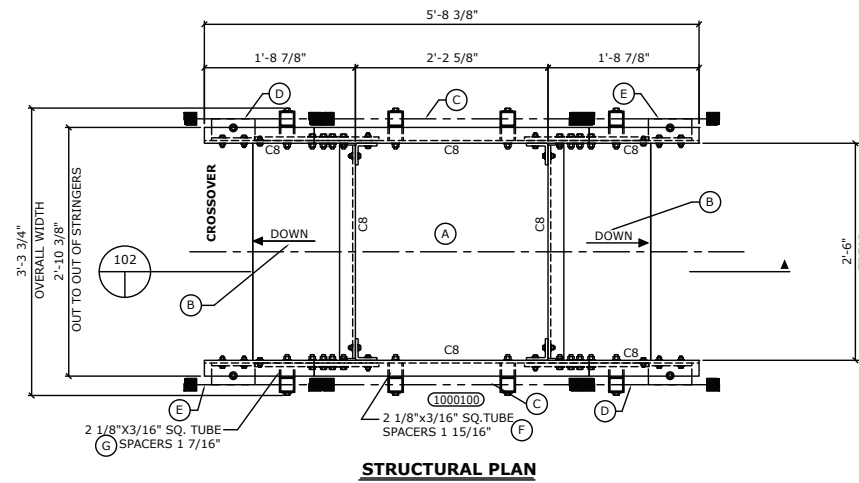 5'-8 3/8"
1'-8 7/8"
2'-2 5/8"
1'-8 7/8"
D
C
E
C8
C8
C8
3'-3 3/4"
OVERALL WIDTH
2'-10 3/8"
OUT TO OUT OF STRINGERS
CROSSOVER
C8
C8
2'-6"
B
A
DOWN
DOWN
102
B
C8
C8
E
1000100
C
D
2 1/8"X3/16" SQ. TUBE
G SPACERS 1 7/16"
2 1/8"x3/16" SQ.TUBE
SPACERS 1 15/16" F
STRUCTURAL PLAN